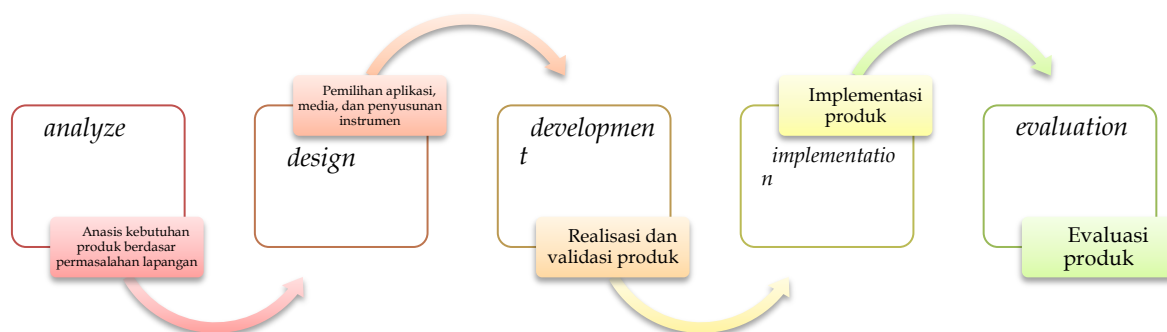 analyze
Anasis kebutuhan
produk berdasar
permasalahan lapangan
Pemilihan aplikasi,
media, dan penyusunan
instrumen
design
developmen
t
Realisasi dan
validasi produk
Implementasi
produk
implementatio
n
evaluation
Evaluasi
produk